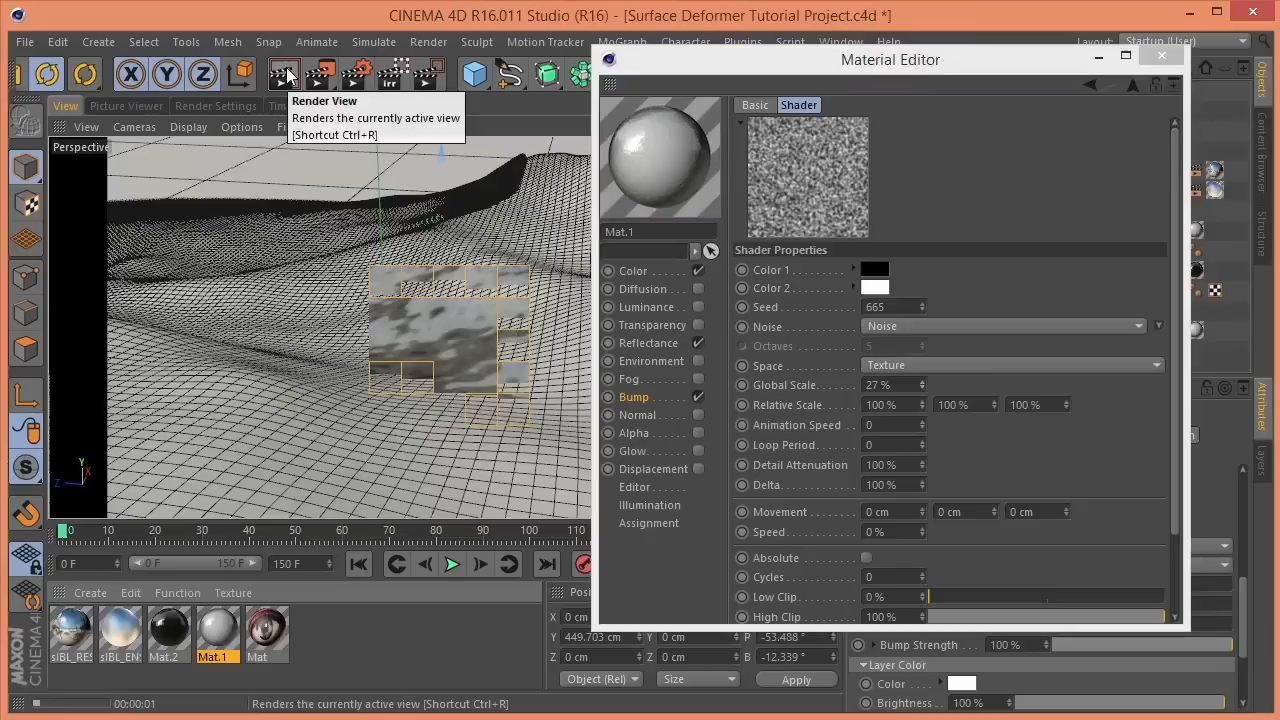 CINEMA 4D R16.011 Studio (R16) - [Surface Deformer Tutorial Project.c4d *]
File Edit Create Select Tools Mesh Snap Animate Simulate Render Sculpt Motion Tracker MoGraph Character Plugins Script Window Help Layout: Startup (User)
Material Editor
X Y Z
irr
Render View
Renders the currently active view
[Shortcut Ctrl+R]
View Picture Viewer Render Settings
View Cameras Display Options
Perspective
Basic Shader
Mat.1
Color
Diffusion
Luminance
Transparency
Reflectance
Environment
Fog
Bump
Normal
Alpha
Glow
Displacement
Editor
Illumination
Assignment
Shader Properties
Color 1
Color 2
Seed 665
Noise Noise
Octaves 5
Space Texture
Global Scale 27 %
Relative Scale 100 % 100 % 100 %
Animation Speed 0
Loop Period 0
Detail Attenuation 100 %
Delta 100 %
Movement 0 cm 0 cm 0 cm
Speed 0 %
Absolute
Cycles 0
Low Clip 0 %
High Clip 100 %
Objects
Content Browser
Structure
Attributes
Layers
Y
X
Z
0 10 20 30 40 50 60 70 80 90 100 110
0 F 0 F 150 F 150 F
Create Edit Function Texture
sIBL_RES sIBL_EN Mat.2 Mat.1 Mat
X 0 cm
Y 449.703 cm Y 0 cm P -53.488 °
Z 0 cm Z 0 cm B -12.339 °
Object (Rel) Size Apply
Bump Strength 100 %
Layer Color
Color
Brightness 100 %
MAXON
CINEMA 4D
00:00:01 Renders the currently active view [Shortcut Ctrl+R]